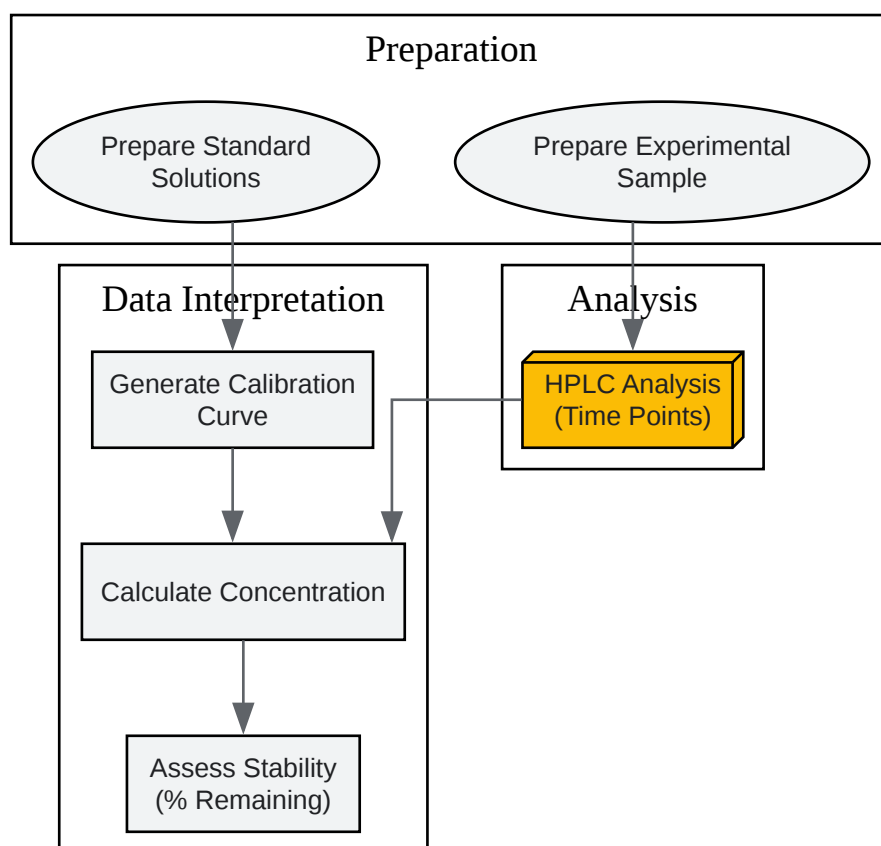 Preparation
Prepare Standard
Solutions
Prepare Experimental
Sample
Data Interpretation
Analysis
Generate Calibration
Curve
HPLC Analysis
(Time Points)
Calculate Concentration
Assess Stability
(% Remaining)